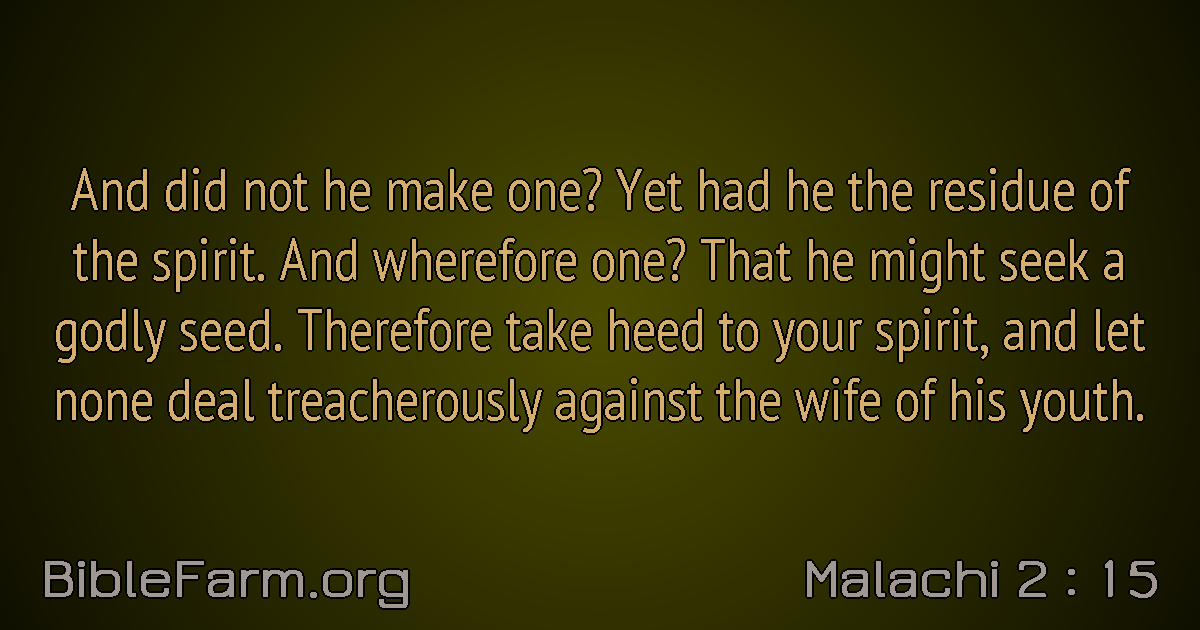 And did not he make one? Yet had he the residue of
the spirit. And wherefore one? That he might seek a
godly seed. Therefore take heed to your spirit, and let
none deal treacherously against the wife of his youth.
BibleFarm.org
Malachi 2 : 15